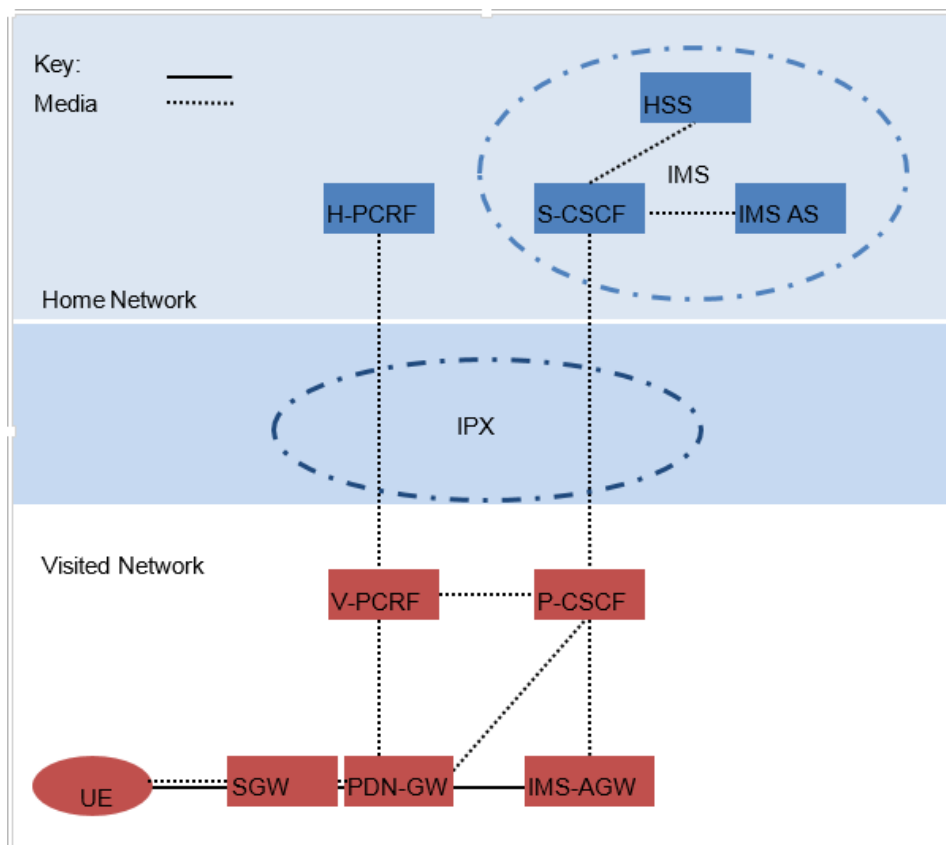 Key:
Media
HSS
IMS
H-PCRF
S-CSCF
IMS AS
Home Network
IPX
Visited Network
V-PCRF
P-CSCF
UE
SGW
PDN-GW
IMS-AGW